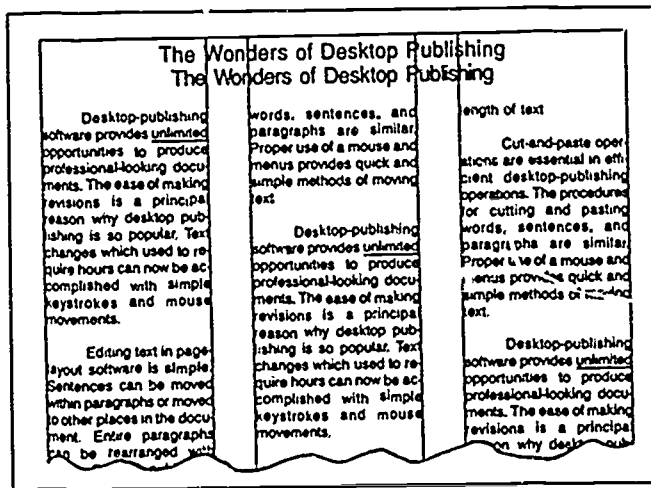 The Wonders of Desktop Publishing
The Wonders of Desktop Publishing
Desktop-publishing
software provides unlimited
opportunities to produce
professional-looking docu-
ments. The ease of making
revisions is a principal
reason why desktop pub-
lishing is so popular. Text
changes which used to re-
quire hours can now be ac-
complished with simple
keystrokes and mouse
movements.
Editing text in page-
layout software is simple.
Sentences can be moved
within paragraphs or moved
to other places in the docu-
ment. Entire paragraphs
can be rearranged with
words, sentences, and
paragraphs are similar.
Proper use of a mouse and
menus provides quick and
simple methods of moving
text
Desktop-publishing
software provides unlimited
opportunities to produce
professional-looking docu-
ments. The ease of making
revisions is a principal
reason why desktop pub-
lishing is so popular. Text
changes which used to re-
quire hours can now be ac-
complished with simple
keystrokes and mouse
movements.
length of text
Cut-and-paste oper-
ations are essential in effi-
cient desktop-publishing
operations. The procedures
for cutting and pasting
words, sentences, and
paragraphs are similar.
Proper use of a mouse and
menus provides quick and
simple methods of moving
text.
Desktop-publishing
software provides unlimited
opportunities to produce
professional-looking docu-
ments. The ease of making
revisions is a principal
reason why desktop pub-